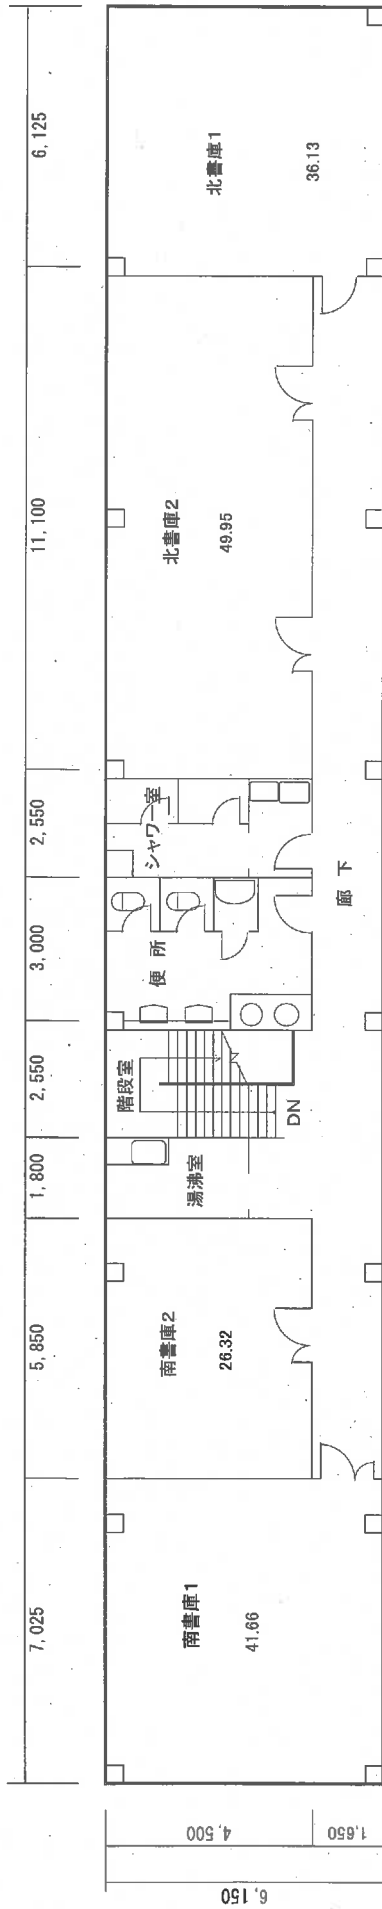 7,025
5,850
1,800
2,550
3,000
2,550
11,100
6,125
南書庫1
41.66
南書庫2
26.32
湯沸室
階段室
DN
便所
シャワー室
北書庫2
49.95
北書庫1
36.13
廊下
4,500
1,650
6,150